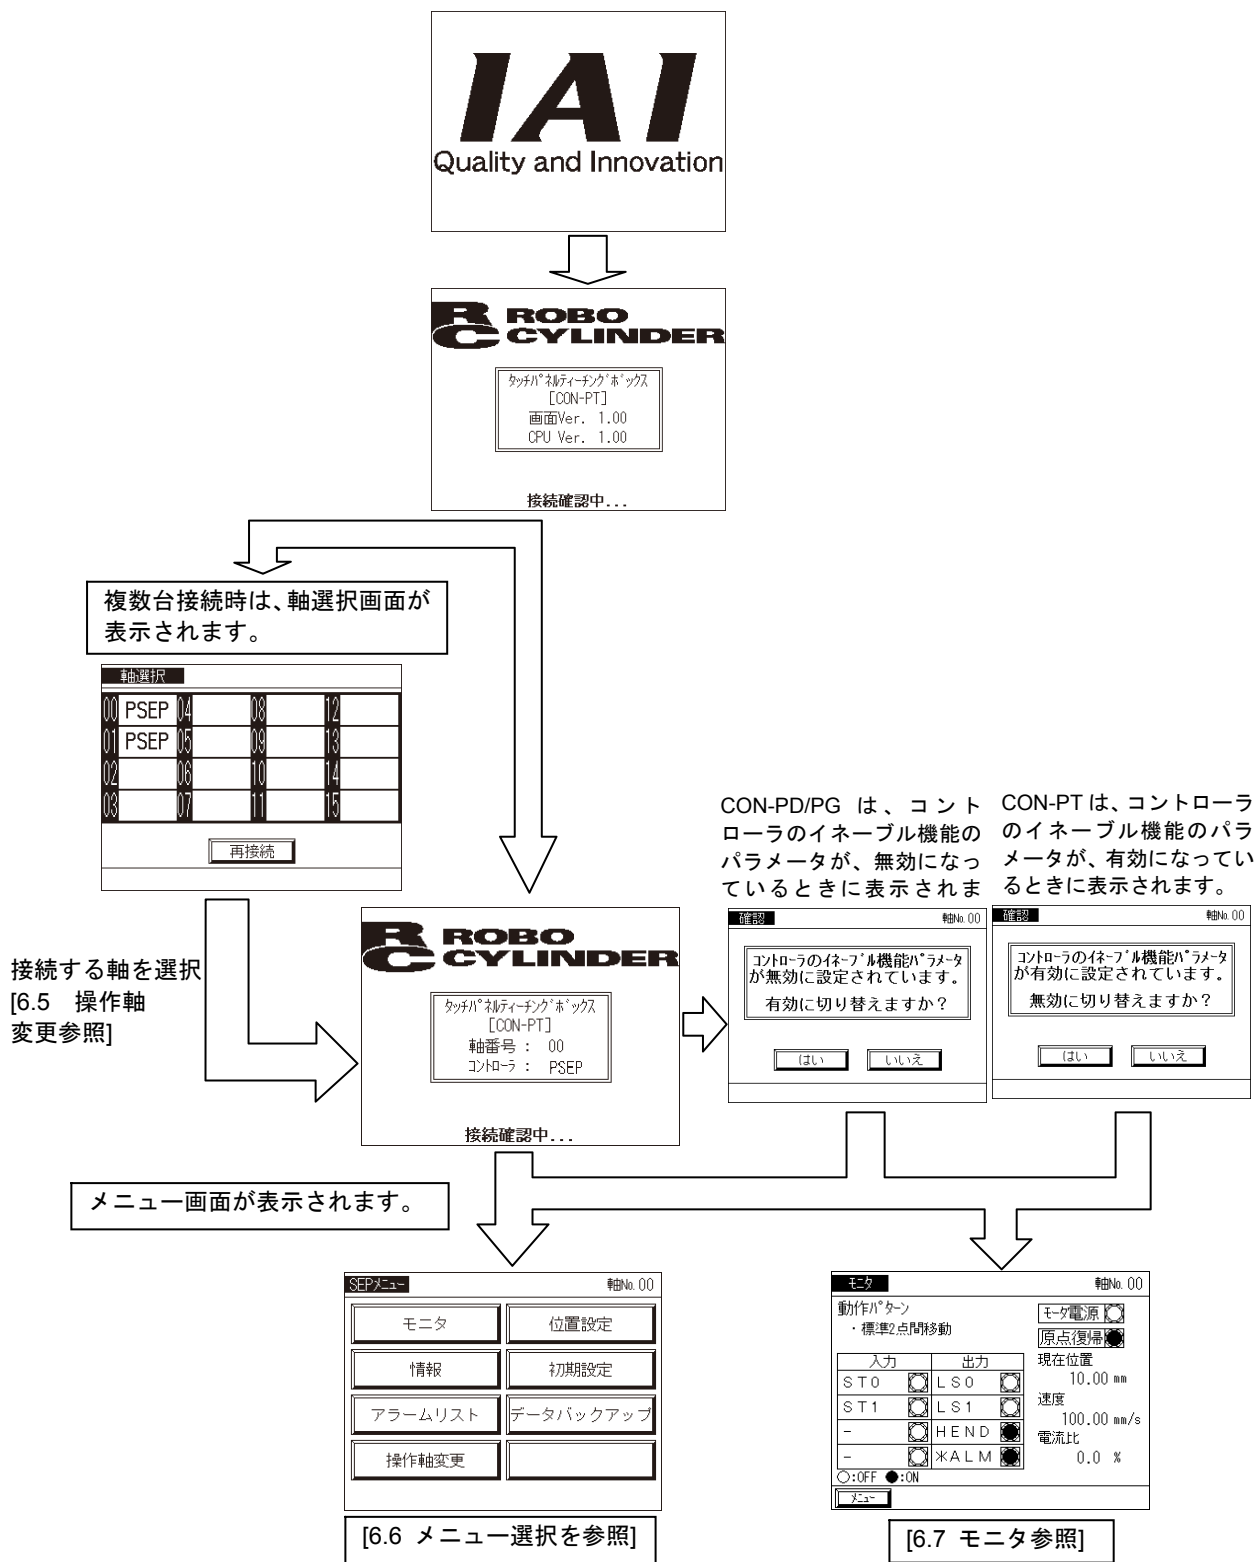 IAI
Quality and Innovation
RC ROBO
CYLINDER
タッチパネルティーチングボックス
[CON-PT]
画面Ver. 1.00
CPU Ver. 1.00
接続確認中...
複数台接続時は、軸選択画面が
表示されます。
軸選択
00 PSEP 04 08 12
01 PSEP 05 09 13
02 06 10 14
03 07 11 15
再接続
接続する軸を選択
[6.5 操作軸
変更参照]
RC ROBO
CYLINDER
タッチパネルティーチングボックス
[CON-PT]
軸番号 : 00
コントローラ : PSEP
接続確認中...
CON-PD/PG は、コント
ローラのイネーブル機能の
パラメータが、無効になっ
ているときに表示されま
確認 軸No. 00
コントローラのイネーブル機能パラメータ
が無効に設定されています。
有効に切り替えますか？
はい いいえ
CON-PT は、コントローラ
のイネーブル機能のパラ
メータが、有効になってい
るときに表示されます。
確認 軸No. 00
コントローラのイネーブル機能パラメータ
が有効に設定されています。
無効に切り替えますか？
はい いいえ
メニュー画面が表示されます。
SEPメニュー 軸No. 00
モニタ 位置設定
情報 初期設定
アラームリスト データバックアップ
操作軸変更
[6.6 メニュー選択を参照]
モニタ 軸No. 00
動作パターン
・標準2点間移動
モータ電源 ○
原点復帰 ●
入力 出力
ST0 ○ LS0 ○
ST1 ○ LS1 ○
- ○ HEND ●
- ○ *ALM ●
現在位置
10.00 mm
速度
100.00 mm/s
電流比
0.0 %
○:OFF ●:ON
メニュー
[6.7 モニタ参照]